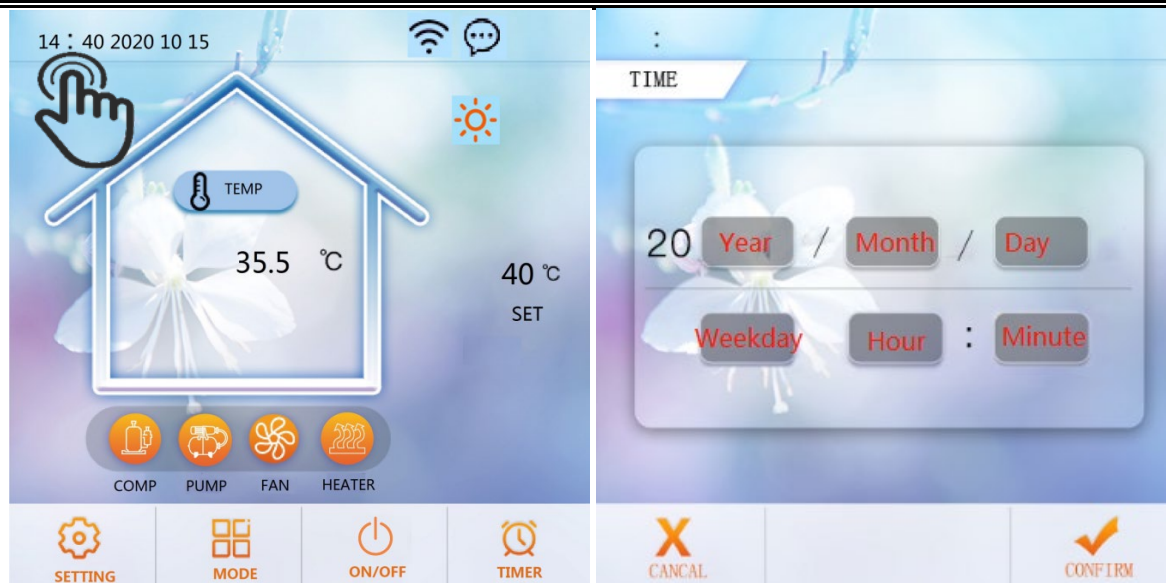 14 : 40 2020 10 15
TEMP
35.5 ℃
40 ℃
SET
COMP PUMP FAN HEATER
SETTING MODE ON/OFF TIMER
:
TIME
20 Year / Month / Day
Weekday Hour : Minute
CANCAL CONFIRM